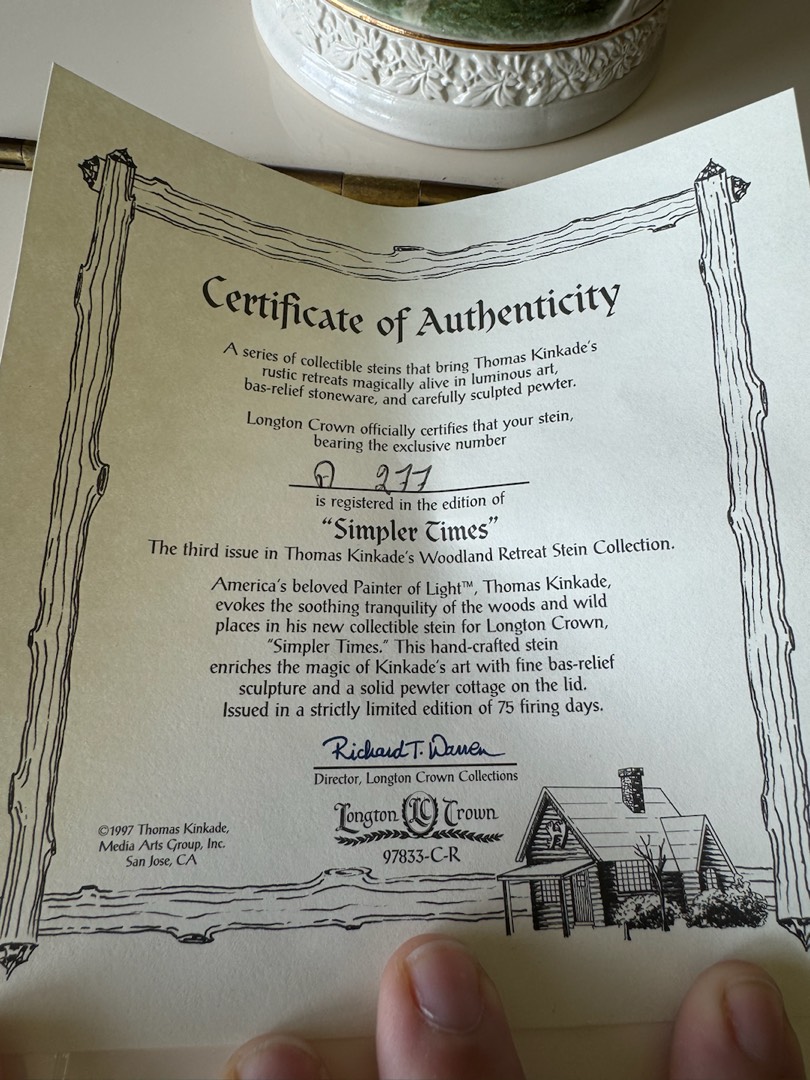 Certificate of Authenticity
A series of collectible steins that bring Thomas Kinkade's
rustic retreats magically alive in luminous art,
bas-relief stoneware, and carefully sculpted pewter.
Longton Crown officially certifies that your stein,
bearing the exclusive number
A 277
is registered in the edition of
"Simpler Times"
The third issue in Thomas Kinkade's Woodland Retreat Stein Collection.
America's beloved Painter of Light™, Thomas Kinkade,
evokes the soothing tranquility of the woods and wild
places in his new collectible stein for Longton Crown,
"Simpler Times." This hand-crafted stein
enriches the magic of Kinkade's art with fine bas-relief
sculpture and a solid pewter cottage on the lid.
Issued in a strictly limited edition of 75 firing days.
Richard T. Warren
Director, Longton Crown Collections
Longton LC Crown
97833-C-R
©1997 Thomas Kinkade,
Media Arts Group, Inc.
San Jose, CA